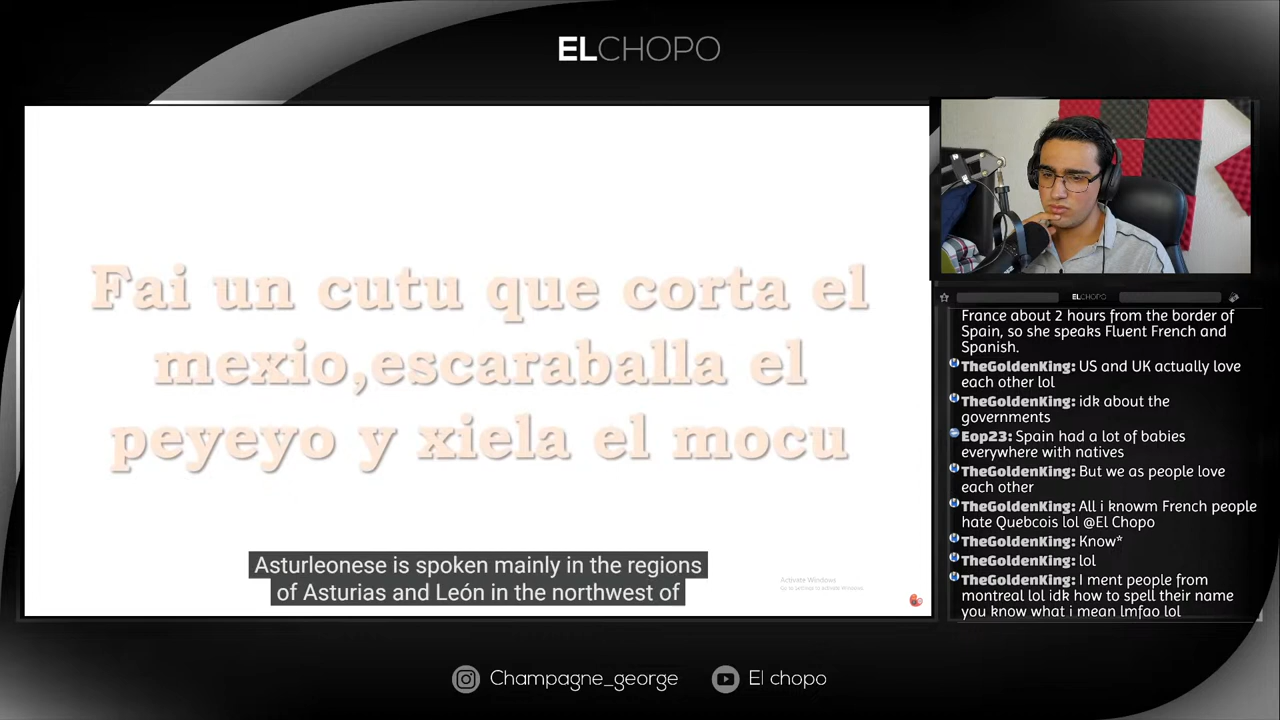 ELCHOPO
Fai un cutu que corta el
mexio,escaraballa el
peyeyo y xiela el mocu
Asturleonese is spoken mainly in the regions
of Asturias and León in the northwest of
Activate Windows
ELCHOPO
France about 2 hours from the border of
Spain, so she speaks Fluent French and
Spanish.
TheGoldenKing: US and UK actually love
each other lol
TheGoldenKing: idk about the
governments
Eop23: Spain had a lot of babies
everywhere with natives
TheGoldenKing: But we as people love
each other
TheGoldenKing: All i knowm French people
hate Quebcois lol @El Chopo
TheGoldenKing: Know*
TheGoldenKing: lol
TheGoldenKing: I ment people from
montreal lol idk how to spell their name
you know what i mean lmfao lol
Champagne_george
El chopo